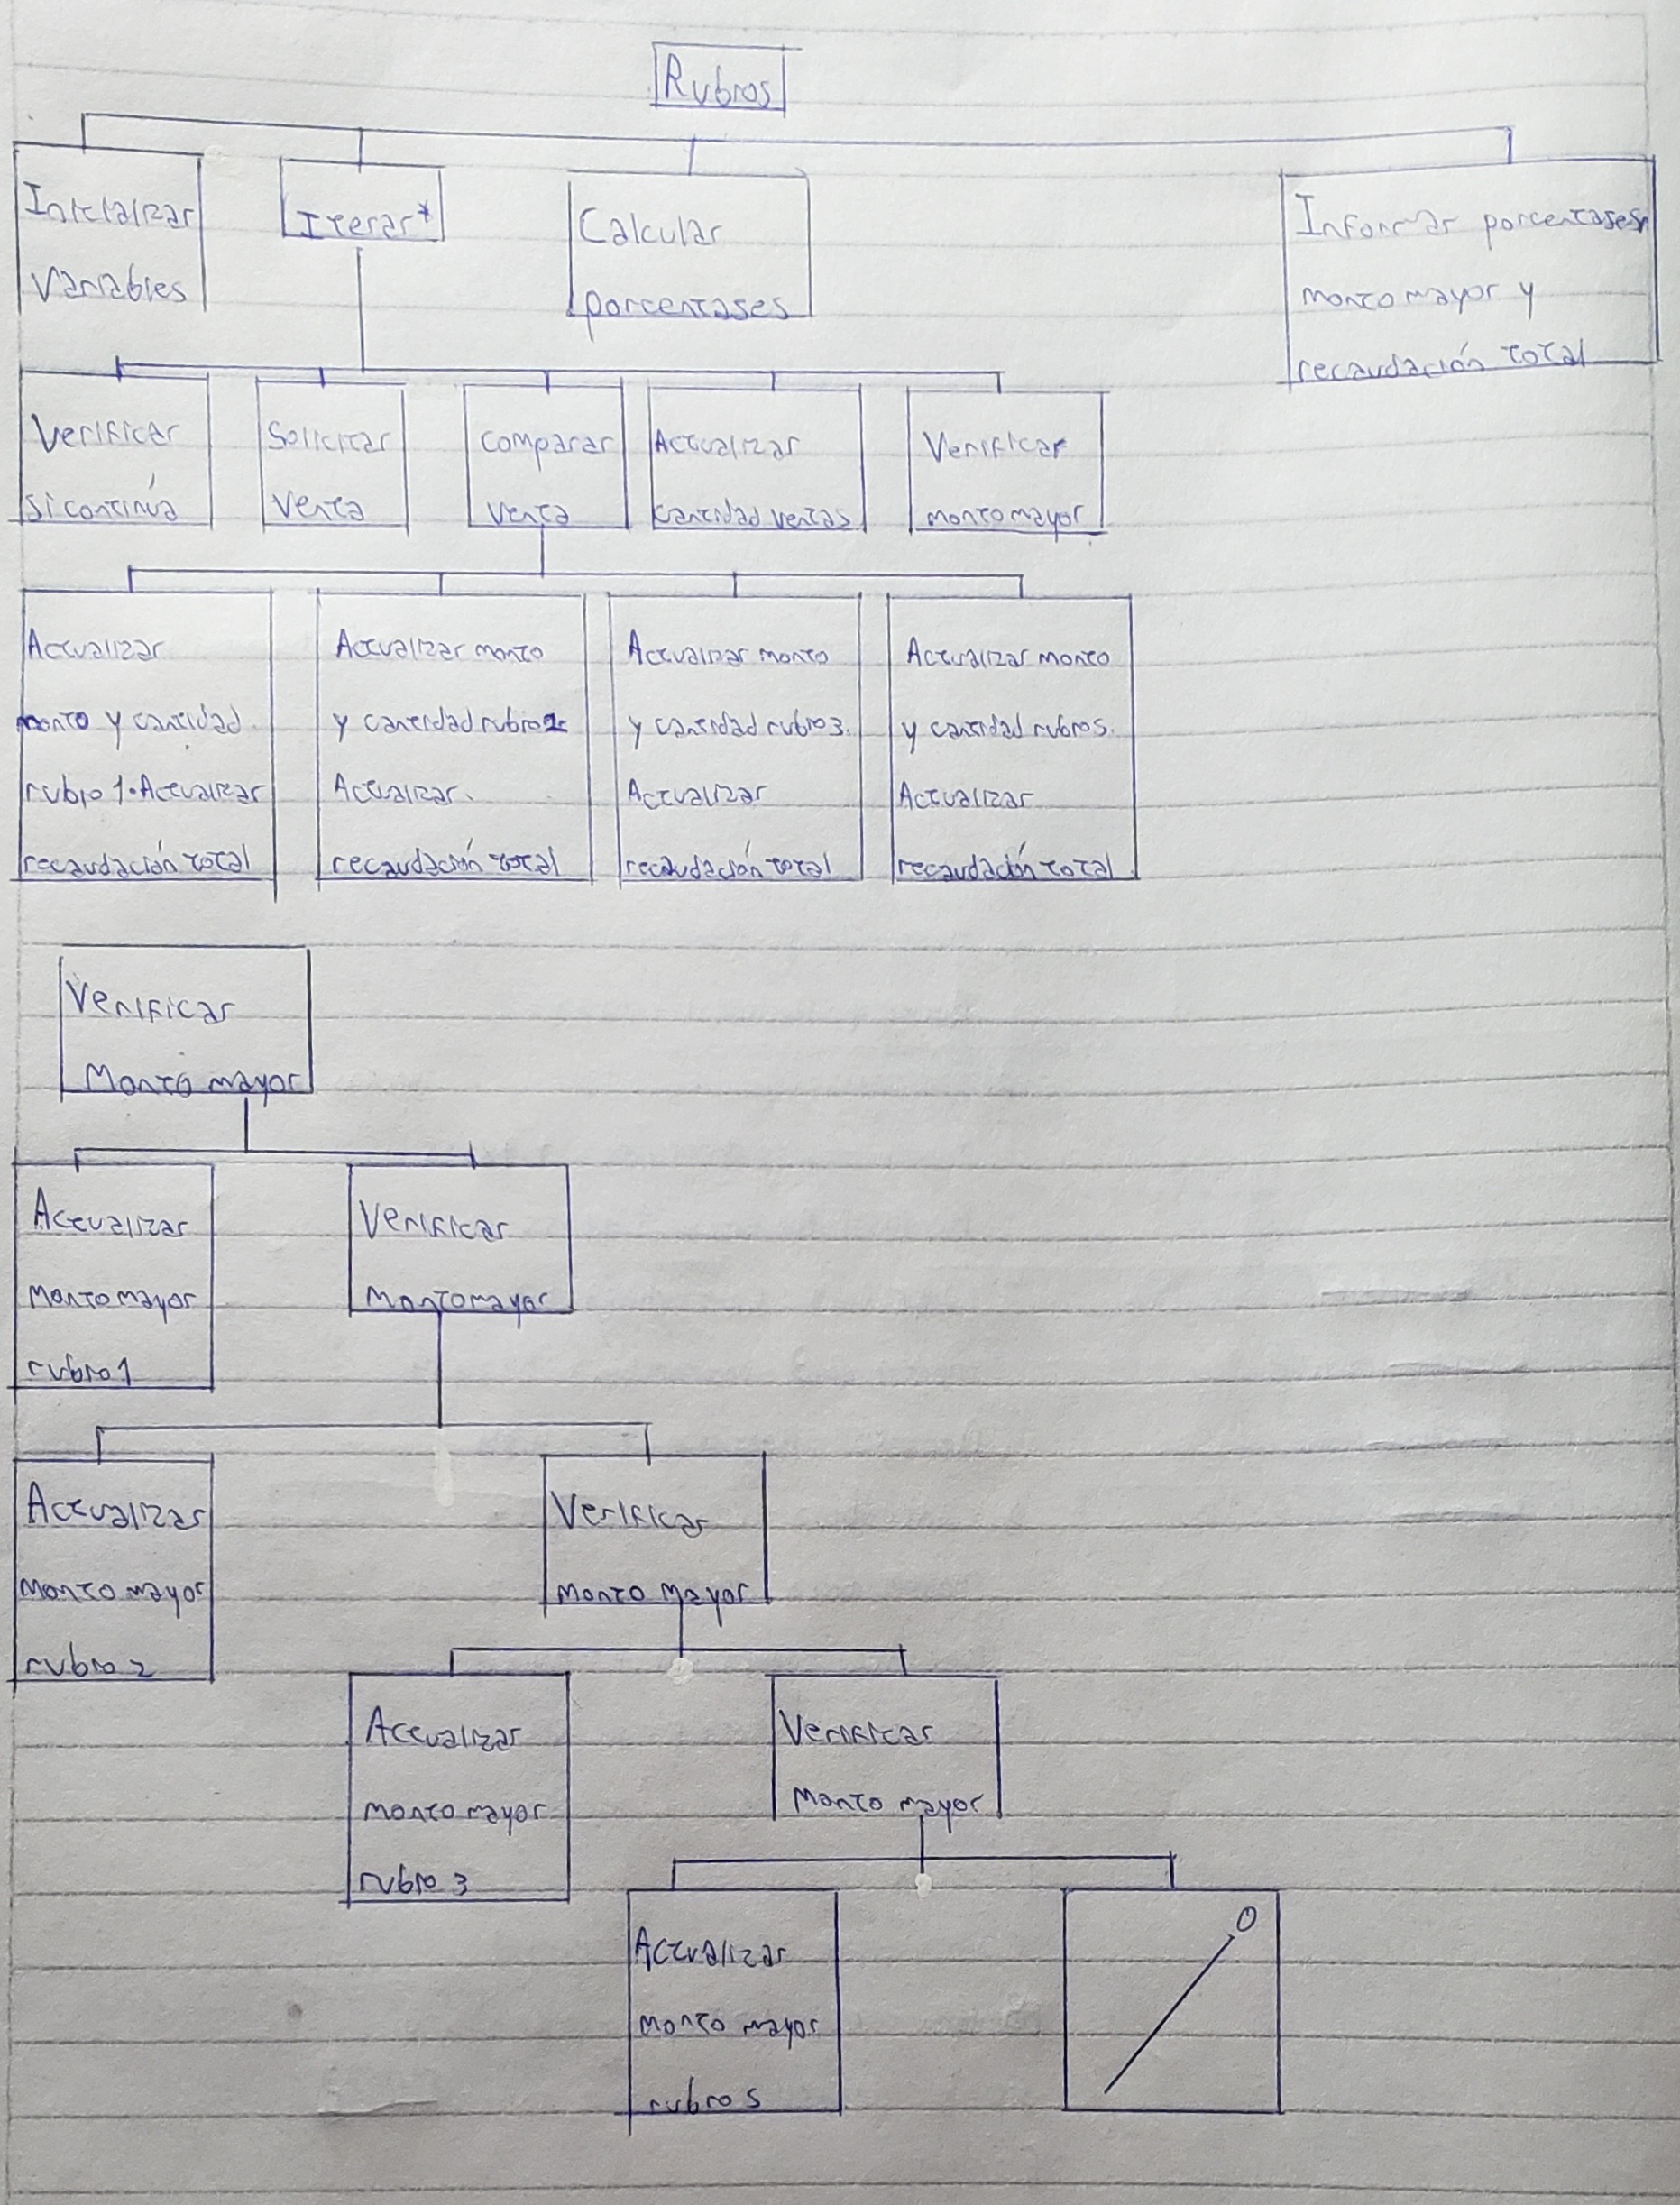 Rubros
Inicializar
Variables
Iterar*
Calcular
porcentajes
Informar porcentajes,
monto mayor y
recaudación total
Verificar
si continúa
Solicitar
venta
Comparar
venta
Actualizar
cantidad ventas
Verificar
monto mayor
Actualizar
monto y cantidad
rubro 1. Actualizar
recaudación total
Actualizar monto
y cantidad rubro 2.
Actualizar
recaudación total
Actualizar monto
y cantidad rubro 3.
Actualizar
recaudación total
Actualizar monto
y cantidad rubro 5.
Actualizar
recaudación total
Verificar
Monto mayor
Actualizar
monto mayor
rubro 1
Verificar
Monto mayor
Actualizar
monto mayor
rubro 2
Verificar
monto mayor
Actualizar
monto mayor
rubro 3
Verificar
Monto mayor
Actualizar
monto mayor
rubro 5
O